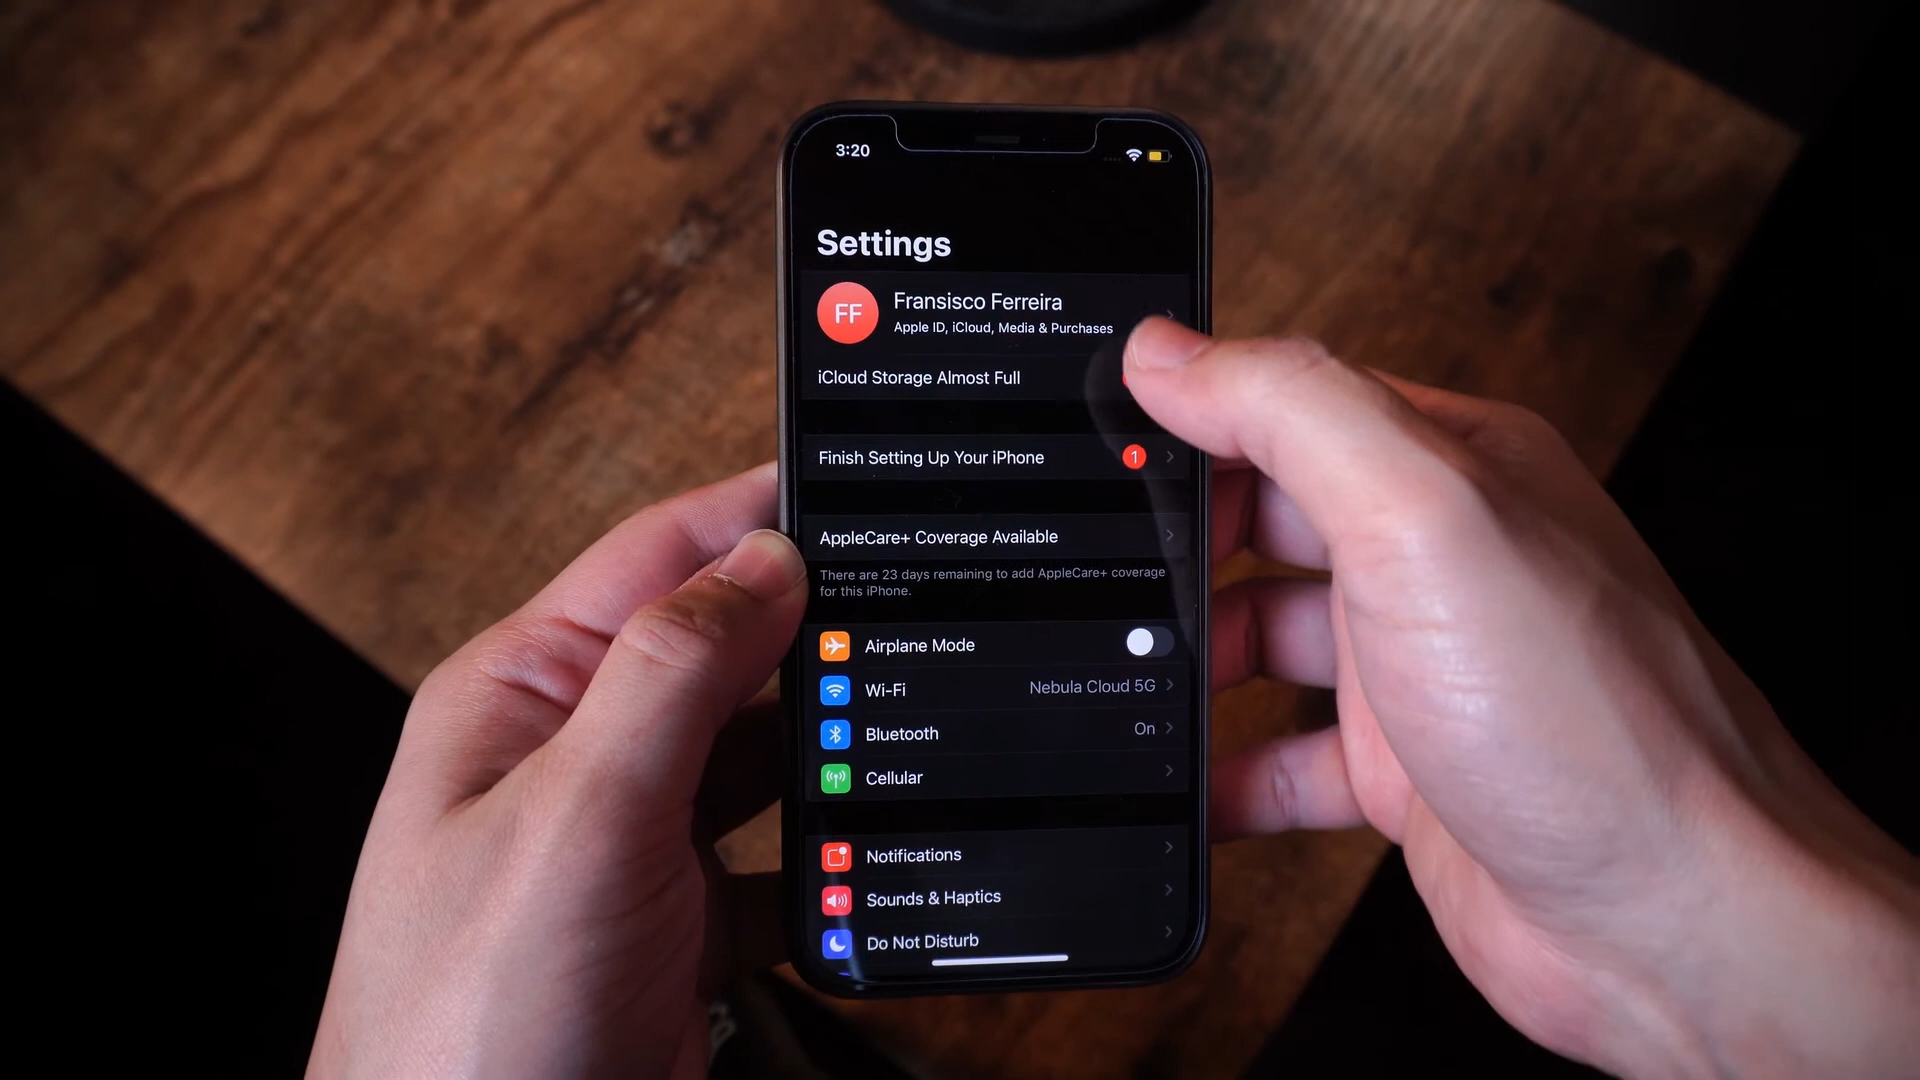 3:20
Settings
FF
Fransisco Ferreira
Apple ID, iCloud, Media & Purchases
iCloud Storage Almost Full
Finish Setting Up Your iPhone 1
AppleCare+ Coverage Available
There are 23 days remaining to add AppleCare+ coverage
for this iPhone.
Airplane Mode
Wi-Fi Nebula Cloud 5G
Bluetooth On
Cellular
Notifications
Sounds & Haptics
Do Not Disturb